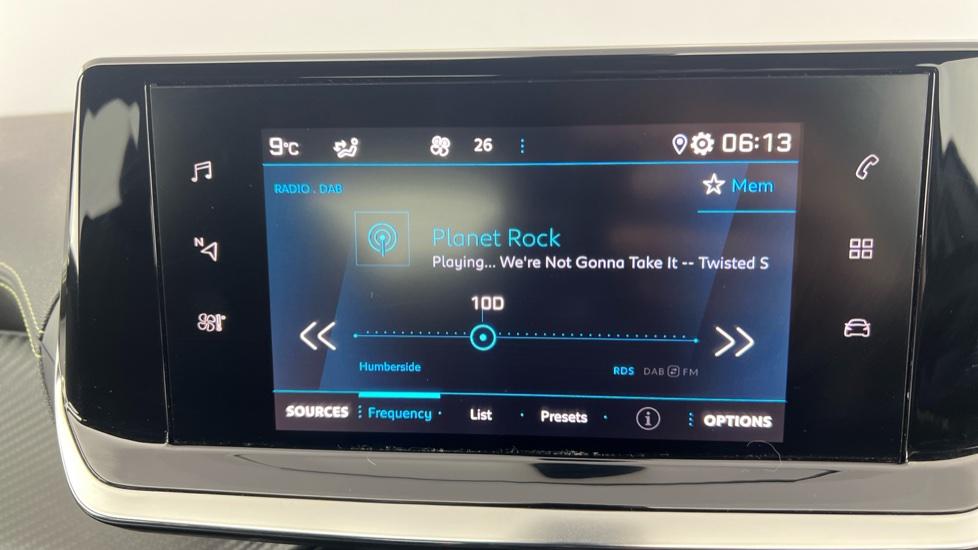 9°C 26 06:13
RADIO . DAB
Mem
Planet Rock
Playing... We're Not Gonna Take It -- Twisted S
10D
N
Humberside
RDS DAB FM
SOURCES Frequency List Presets i OPTIONS